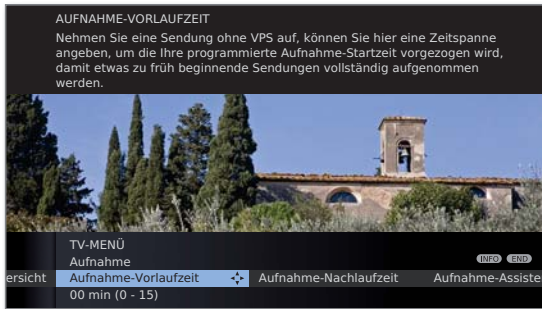 AUFNAHME-VORLAUFZEIT
Nehmen Sie eine Sendung ohne VPS auf, können Sie hier eine Zeitspanne
angeben, um die Ihre programmierte Aufnahme-Startzeit vorgezogen wird,
damit etwas zu früh beginnende Sendungen vollständig aufgenommen
werden.
TV-MENÜ
Aufnahme
INFO END
ersicht Aufnahme-Vorlaufzeit Aufnahme-Nachlaufzeit Aufnahme-Assiste
00 min (0 - 15)